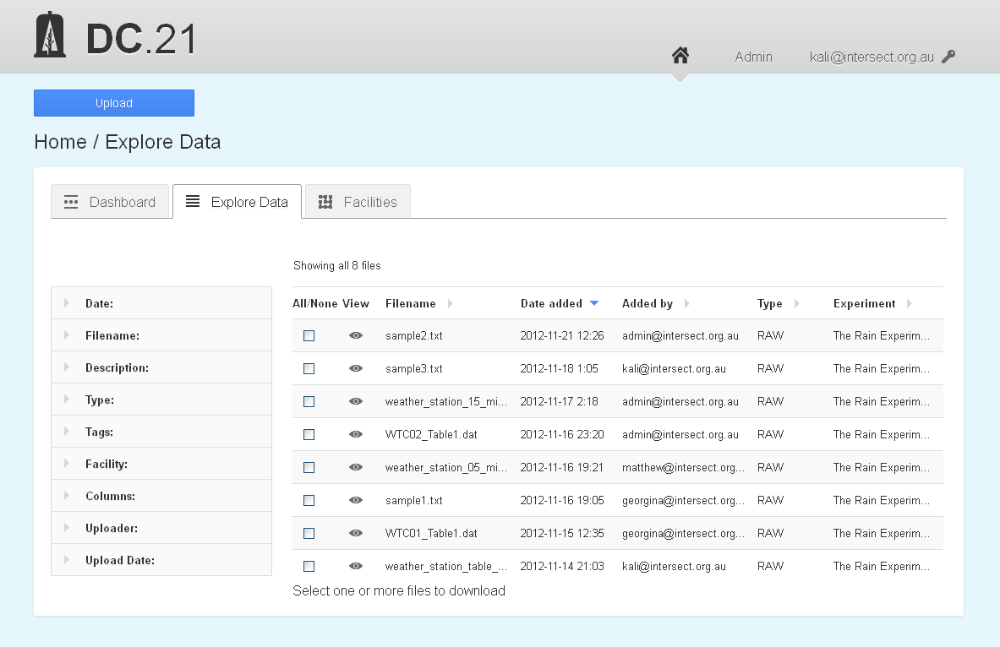 DC.21
Admin kali@intersect.org.au
Upload
Home / Explore Data
Dashboard Explore Data Facilities
Showing all 8 files
Date:
Filename:
Description:
Type:
Tags:
Facility:
Columns:
Uploader:
Upload Date:
All/None View Filename Date added Added by Type Experiment
sample2.txt 2012-11-21 12:26 admin@intersect.org.au RAW The Rain Experim...
sample3.txt 2012-11-18 1:05 kali@intersect.org.au RAW The Rain Experim...
weather_station_15_mi... 2012-11-17 2:18 admin@intersect.org.au RAW The Rain Experim...
WTC02_Table1.dat 2012-11-16 23:20 admin@intersect.org.au RAW The Rain Experim...
weather_station_05_mi... 2012-11-16 19:21 matthew@intersect.org... RAW The Rain Experim...
sample1.txt 2012-11-16 19:05 georgina@intersect.org... RAW The Rain Experim...
WTC01_Table1.dat 2012-11-15 12:35 georgina@intersect.org... RAW The Rain Experim...
weather_station_table_... 2012-11-14 21:03 kali@intersect.org.au RAW The Rain Experim...
Select one or more files to download